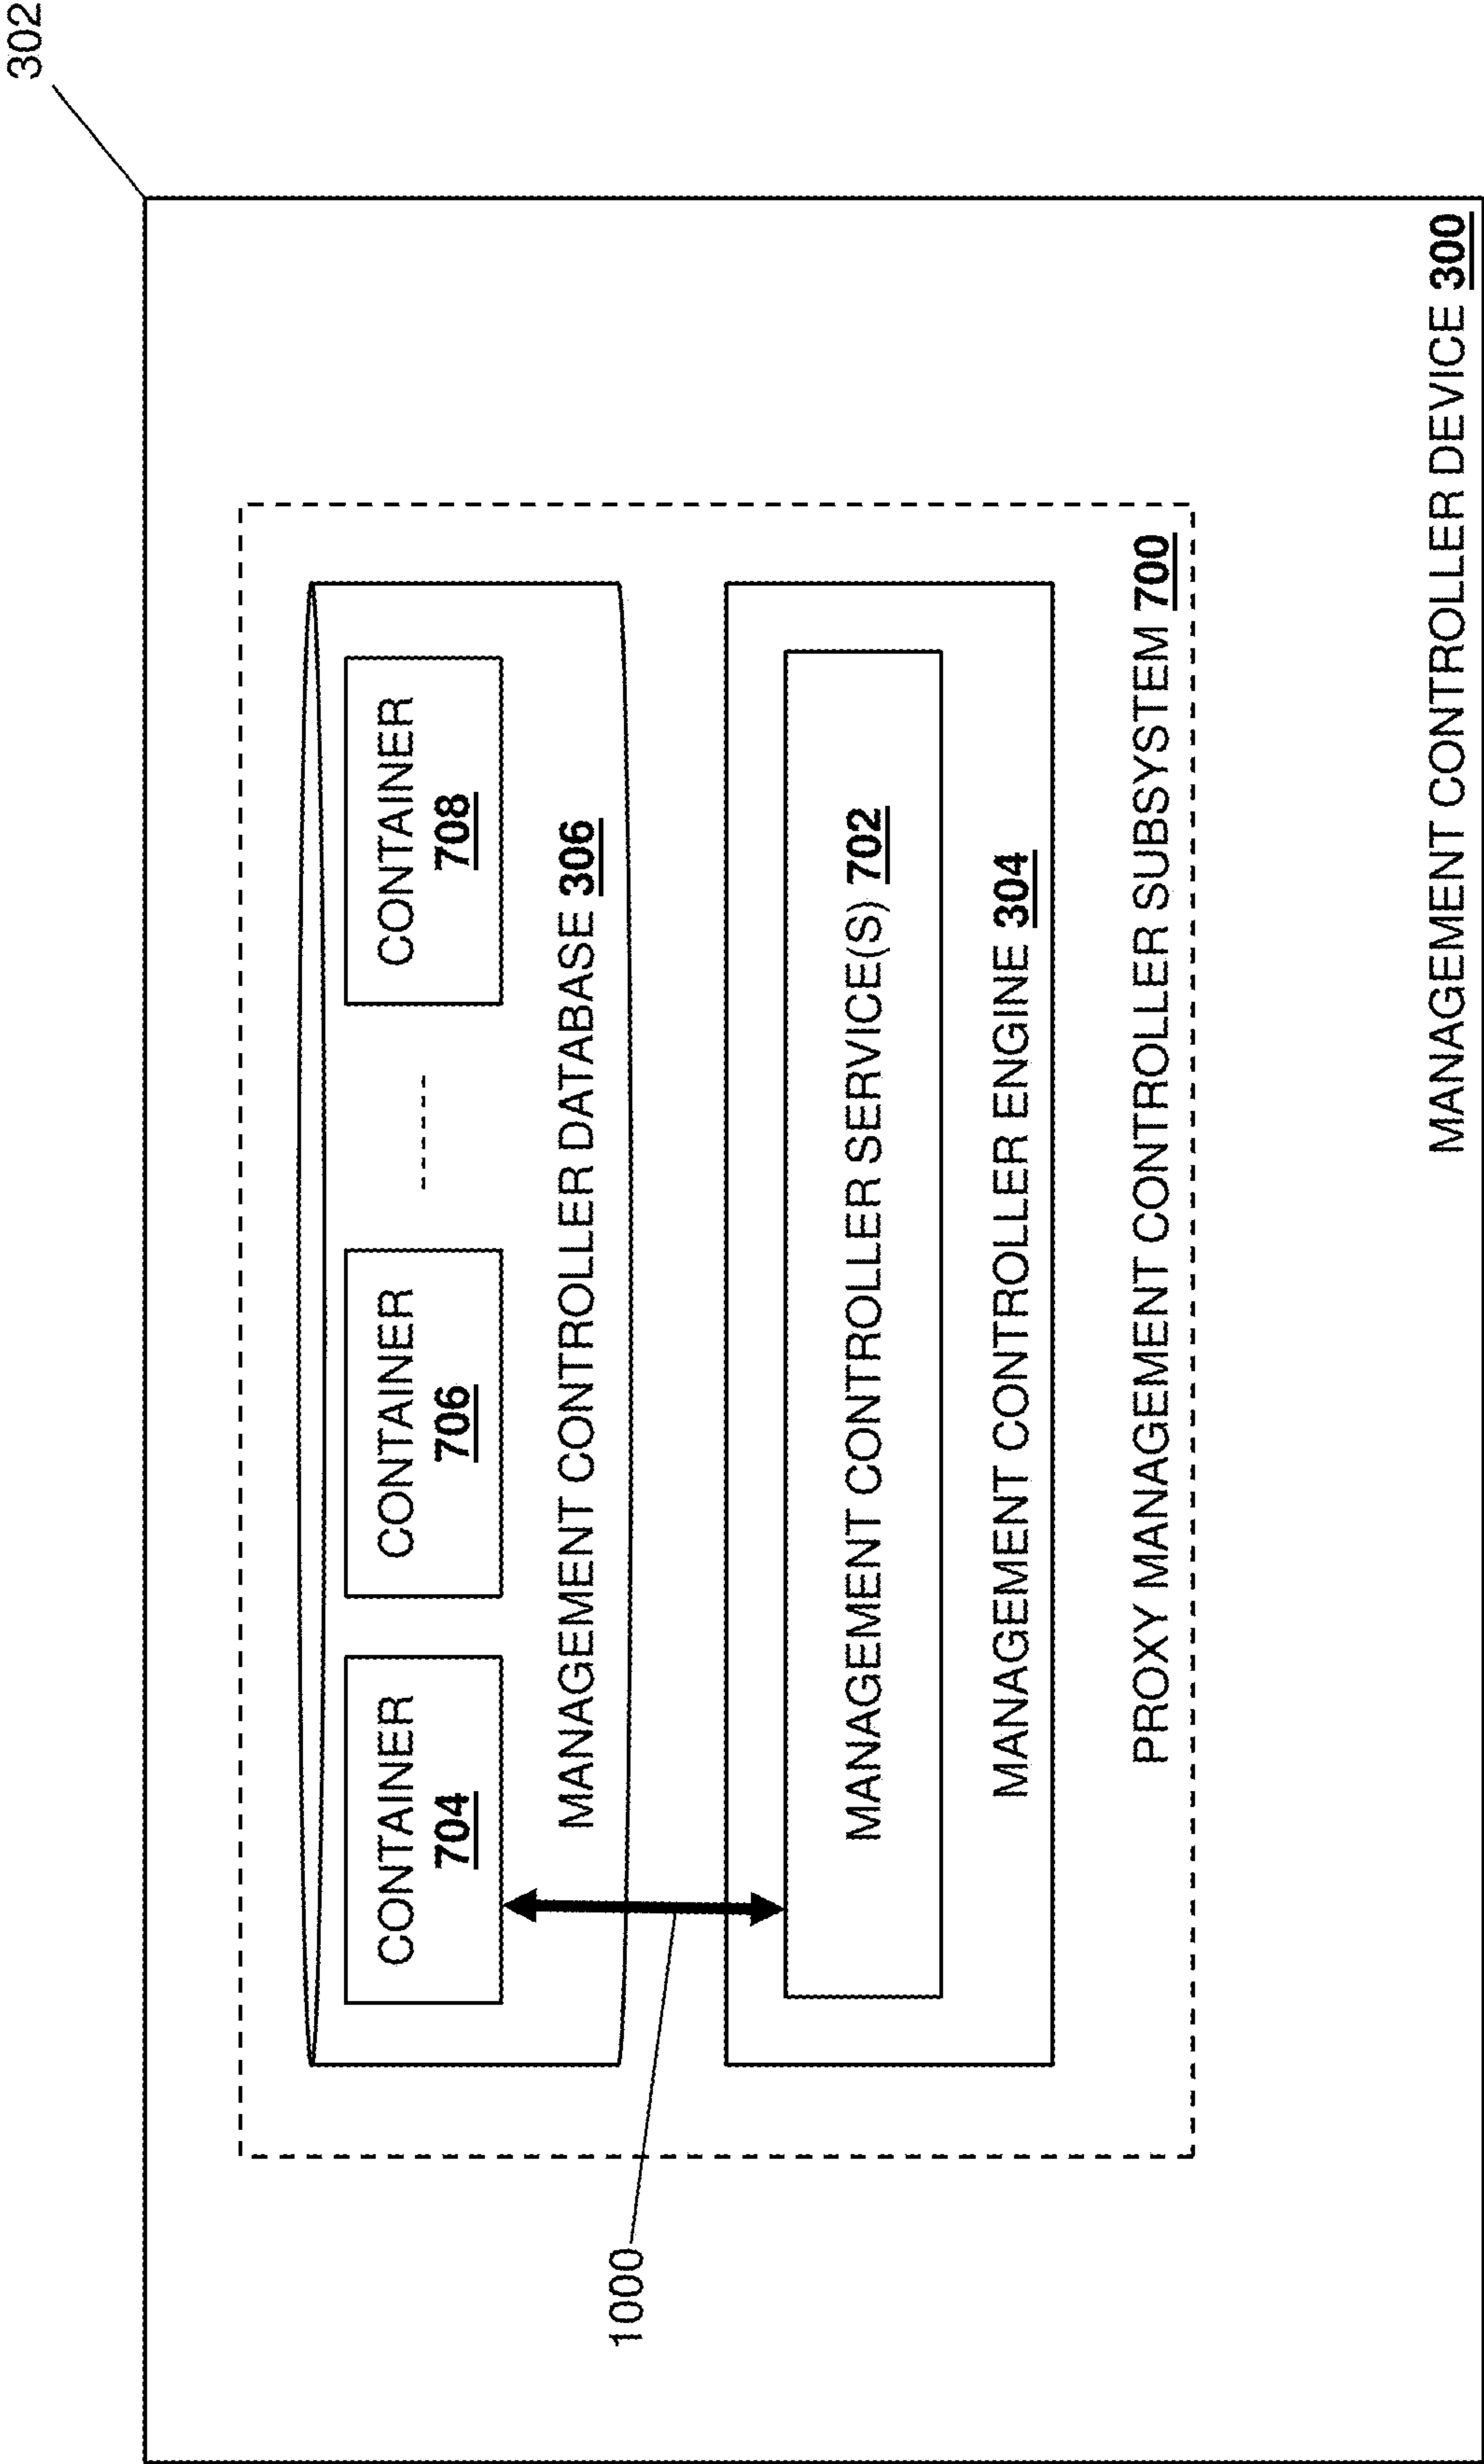 302
CONTAINER
704
CONTAINER
706
CONTAINER
708
MANAGEMENT CONTROLLER DATABASE 306
1000
MANAGEMENT CONTROLLER SERVICE(S) 702
MANAGEMENT CONTROLLER ENGINE 304
PROXY MANAGEMENT CONTROLLER SUBSYSTEM 700
MANAGEMENT CONTROLLER DEVICE 300